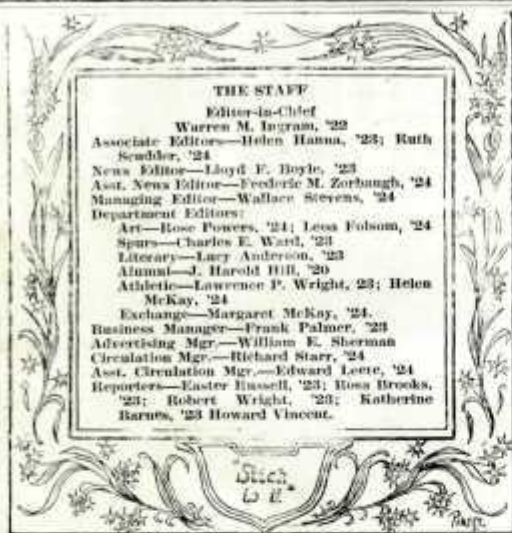 THE STAFF
Editor-in-Chief
Warren M. Ingram, '22
Associate Editors—Helen Hanna, '23; Ruth
Scudder, '24
News Editor—Lloyd F. Boyle, '23
Asst. News Editor—Frederic M. Zorbaugh, '24
Managing Editor—Wallace Stevens, '24
Department Editors:
Art—Rose Powers, '24; Leon Folsom, '24
Spurs—Charles E. Ward, '23
Literary—Lucy Anderson, '23
Alumni—J. Harold Hill, '20
Athletic—Lawrence P. Wright, 23; Helen
McKay, '24
Exchange—Margaret McKay, '24.
Business Manager—Frank Palmer, '23
Advertising Mgr.—William E. Sherman
Circulation Mgr.—Richard Starr, '24
Asst. Circulation Mgr.—Edward Leete, '24
Reporters—Easter Russell, '23; Rosa Brooks,
'23; Robert Wright, '23; Katherine
Barnes, '23 Howard Vincent.
"Stick
to it"